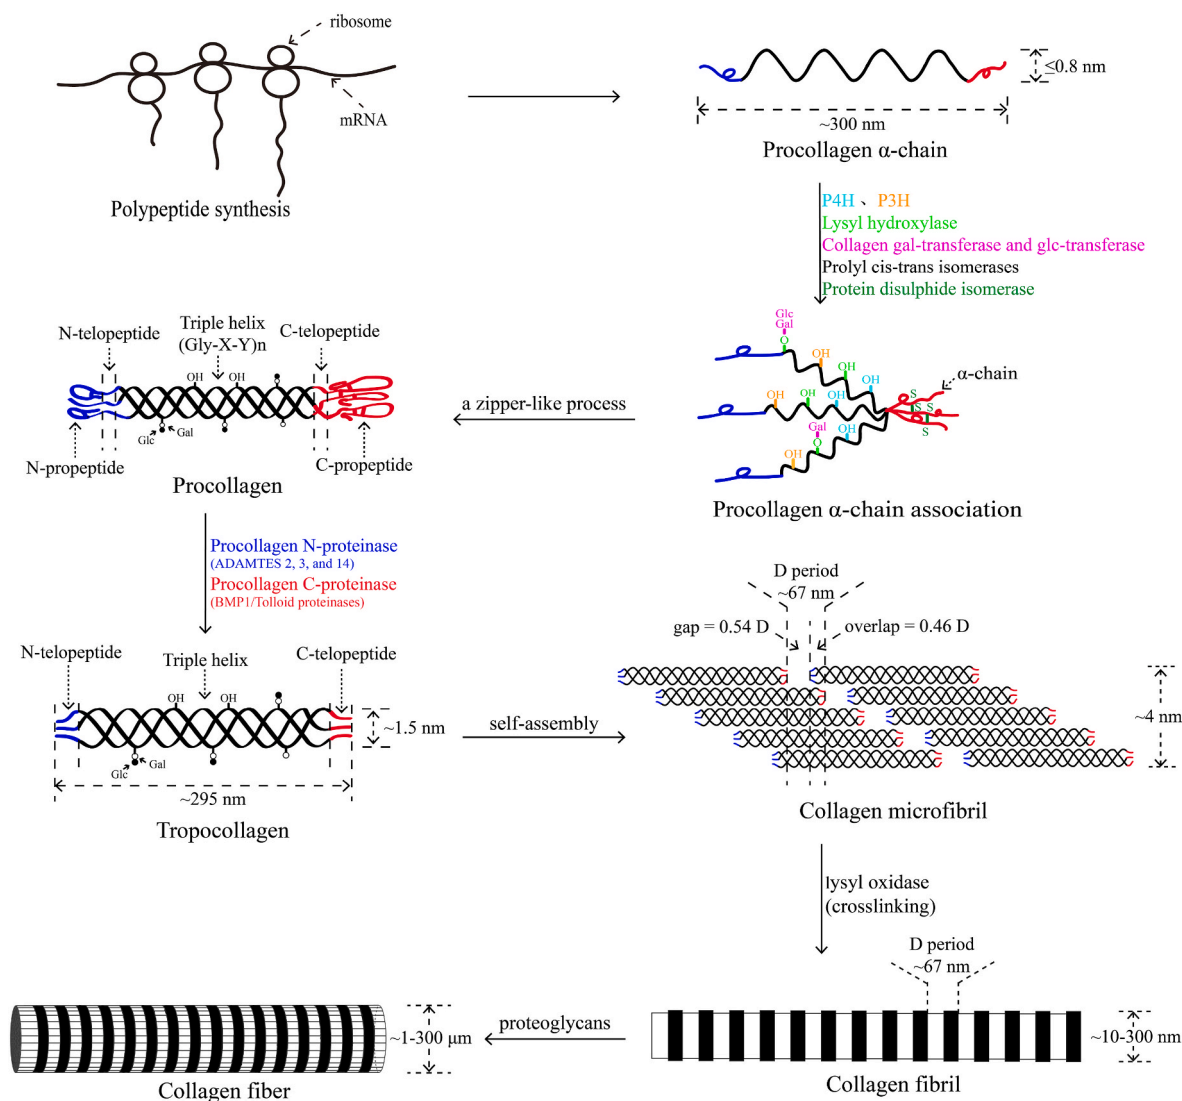 ribosome
mRNA
Polypeptide synthesis
≤0.8 nm
~300 nm
Procollagen α-chain
P4H 、 P3H
Lysyl hydroxylase
Collagen gal-transferase and glc-transferase
Prolyl cis-trans isomerases
Protein disulphide isomerase
Glc
Gal
O
OH
OH
OH
α-chain
S
S
S
S
S
OH
OH
OH
Gal
O
OH
OH
Procollagen α-chain association
a zipper-like process
N-telopeptide
Triple helix
(Gly-X-Y)n
C-telopeptide
OH
OH
Glc
Gal
N-propeptide
C-propeptide
Procollagen
Procollagen N-proteinase
(ADAMTES 2, 3, and 14)
Procollagen C-proteinase
(BMP1/Tolloid proteinases)
N-telopeptide
Triple helix
C-telopeptide
OH
OH
~1.5 nm
Glc
Gal
~295 nm
Tropocollagen
self-assembly
D period
~67 nm
gap = 0.54 D
overlap = 0.46 D
~4 nm
Collagen microfibril
lysyl oxidase
(crosslinking)
D period
~67 nm
~10-300 nm
Collagen fibril
proteoglycans
~1-300 μm
Collagen fiber